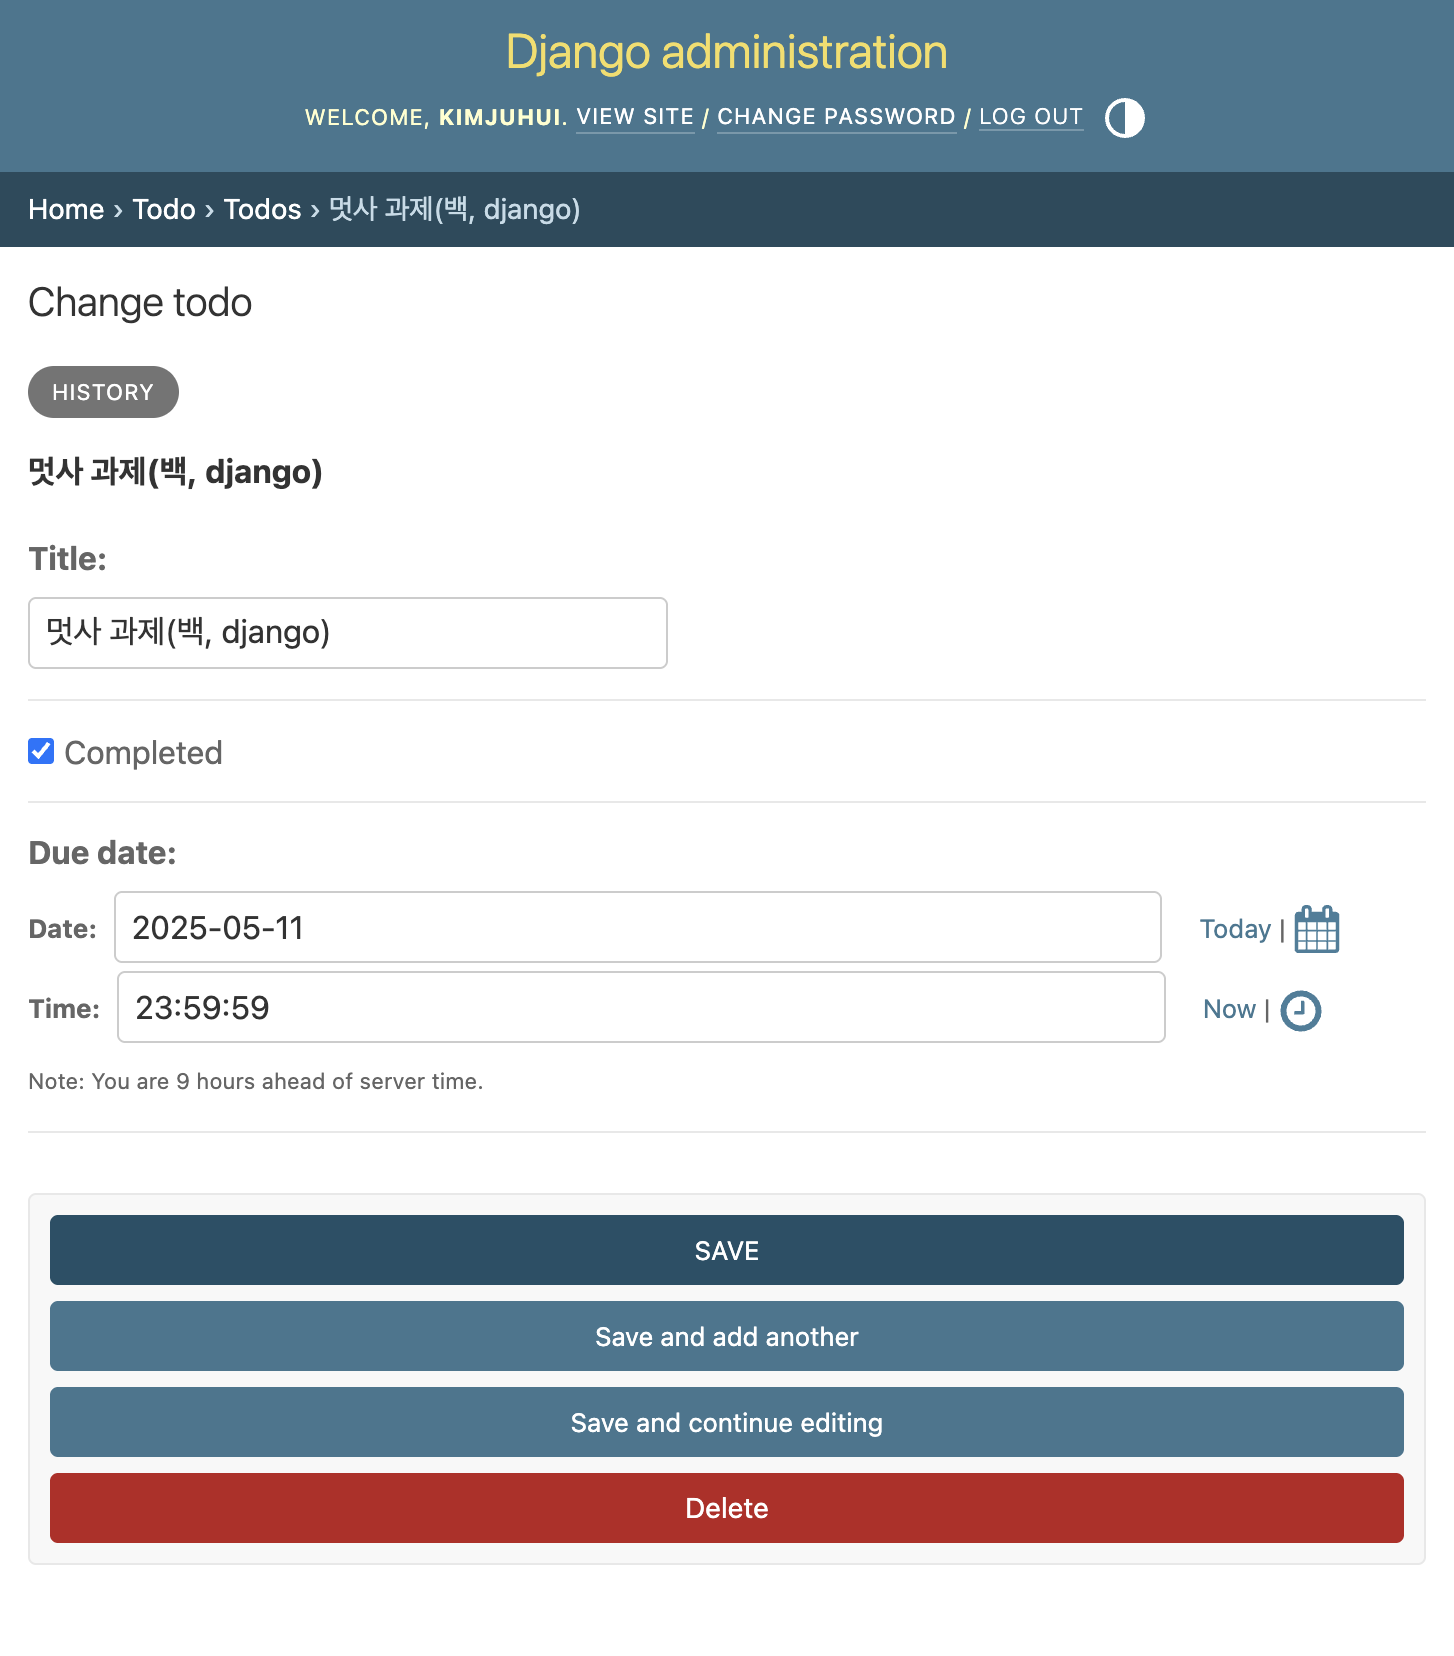 Django administration
WELCOME, KIMJUHUI. VIEW SITE / CHANGE PASSWORD / LOG OUT
Home › Todo › Todos › 멋사 과제(백, django)
Change todo
HISTORY
멋사 과제(백, django)
Title:
멋사 과제(백, django)
Completed
Due date:
Date: 2025-05-11 Today |
Time: 23:59:59 Now |
Note: You are 9 hours ahead of server time.
SAVE
Save and add another
Save and continue editing
Delete